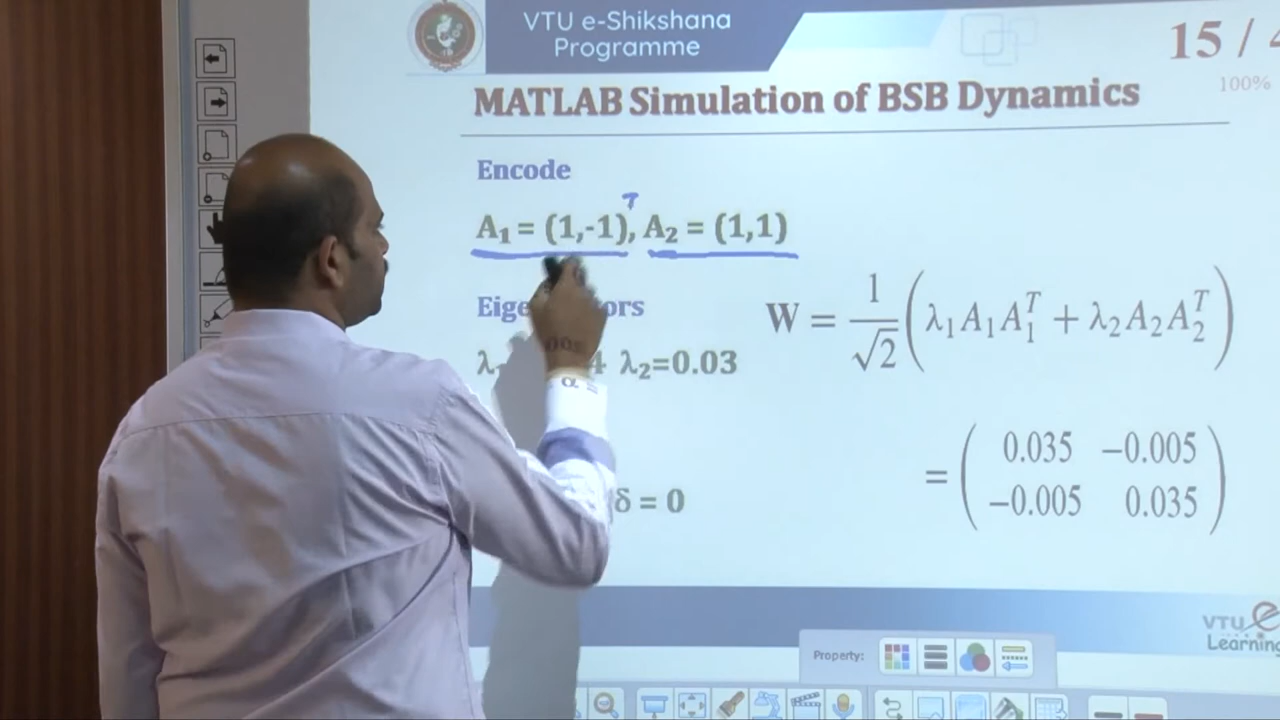 VTU e-Shikshana
Programme
15 / 4
100%
MATLAB Simulation of BSB Dynamics
Encode
T
A₁ = (1,-1), A₂ = (1,1)
W = 1/√2 (λ₁A₁A₁ᵀ + λ₂A₂A₂ᵀ)
λ₂=0.03
α =
= ( 0.035 −0.005
−0.005 0.035 )
δ = 0
VTU e
Learning
Property: